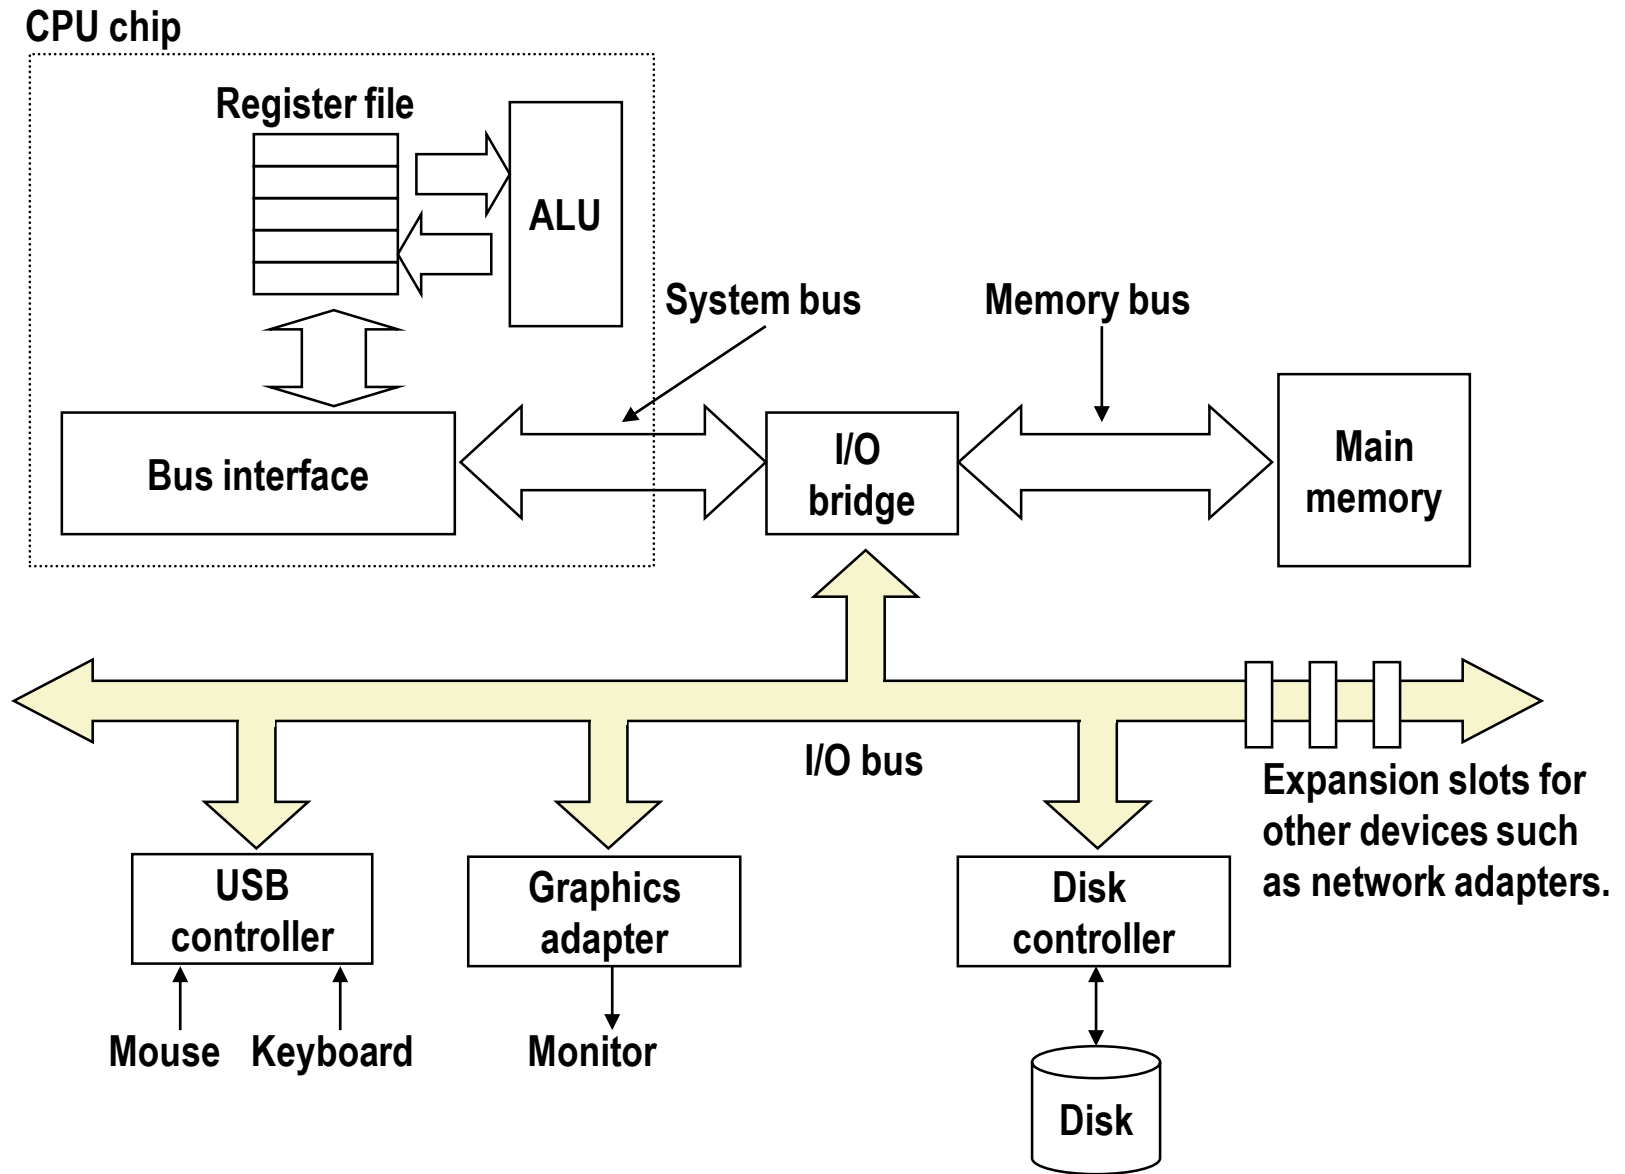 CPU chip
Register file
ALU
System bus
Memory bus
Bus interface
I/O
bridge
Main
memory
I/O bus
Expansion slots for
other devices such
as network adapters.
USB
controller
Graphics
adapter
Disk
controller
Mouse
Keyboard
Monitor
Disk